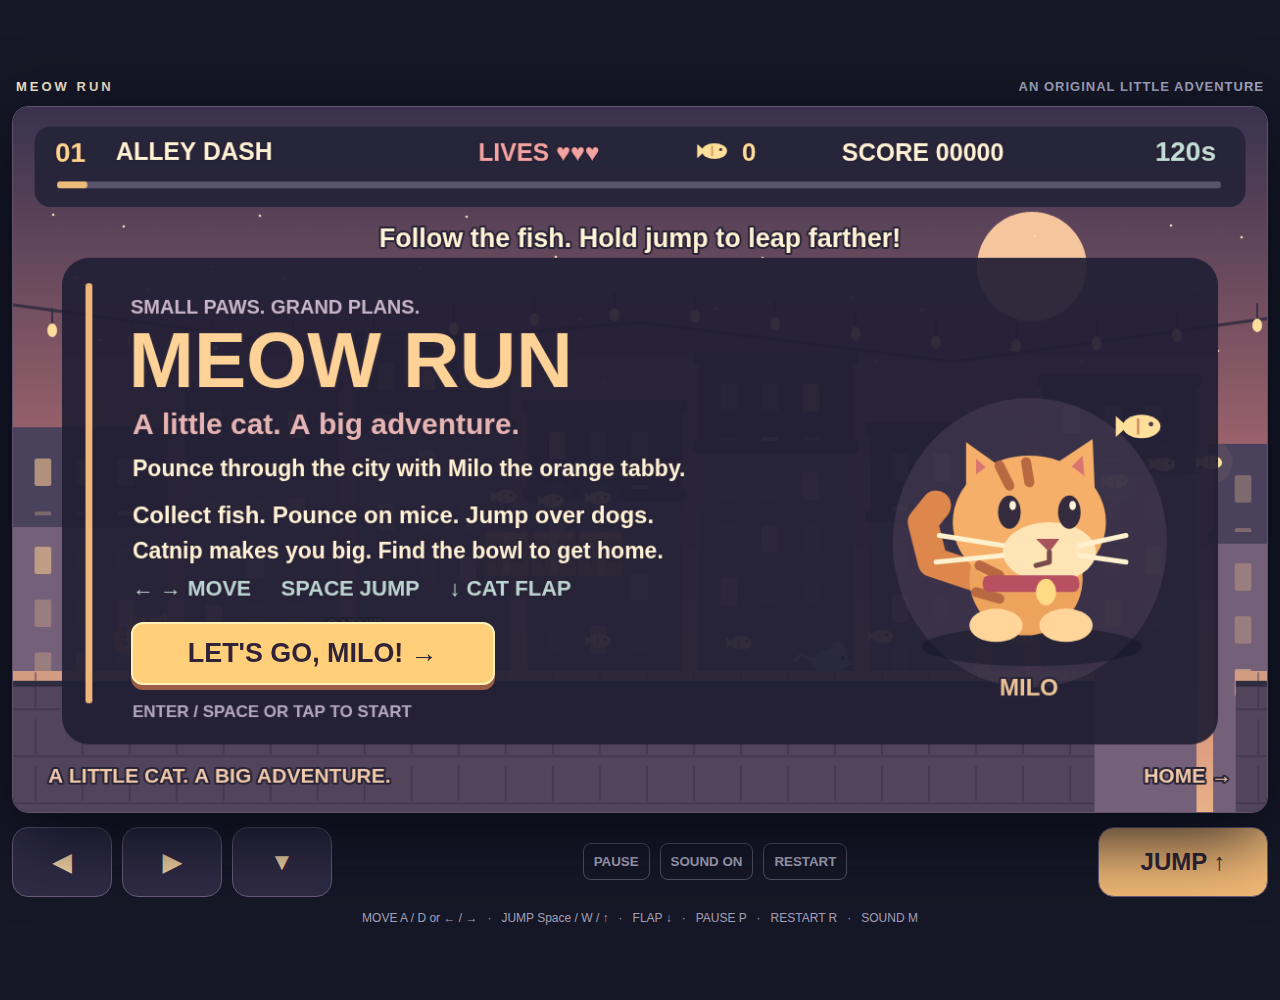 MEOW RUN
AN ORIGINAL LITTLE ADVENTURE
01 ALLEY DASH LIVES ♥♥♥ 0 SCORE 00000 120s
Follow the fish. Hold jump to leap farther!
SMALL PAWS. GRAND PLANS.
MEOW RUN
A little cat. A big adventure.
Pounce through the city with Milo the orange tabby.
Collect fish. Pounce on mice. Jump over dogs.
Catnip makes you big. Find the bowl to get home.
← → MOVE SPACE JUMP ↓ CAT FLAP
LET'S GO, MILO! →
ENTER / SPACE OR TAP TO START
MILO
A LITTLE CAT. A BIG ADVENTURE.
HOME →
◀ ▶ ▼
PAUSE SOUND ON RESTART
JUMP ↑
MOVE A / D or ← / → · JUMP Space / W / ↑ · FLAP ↓ · PAUSE P · RESTART R · SOUND M